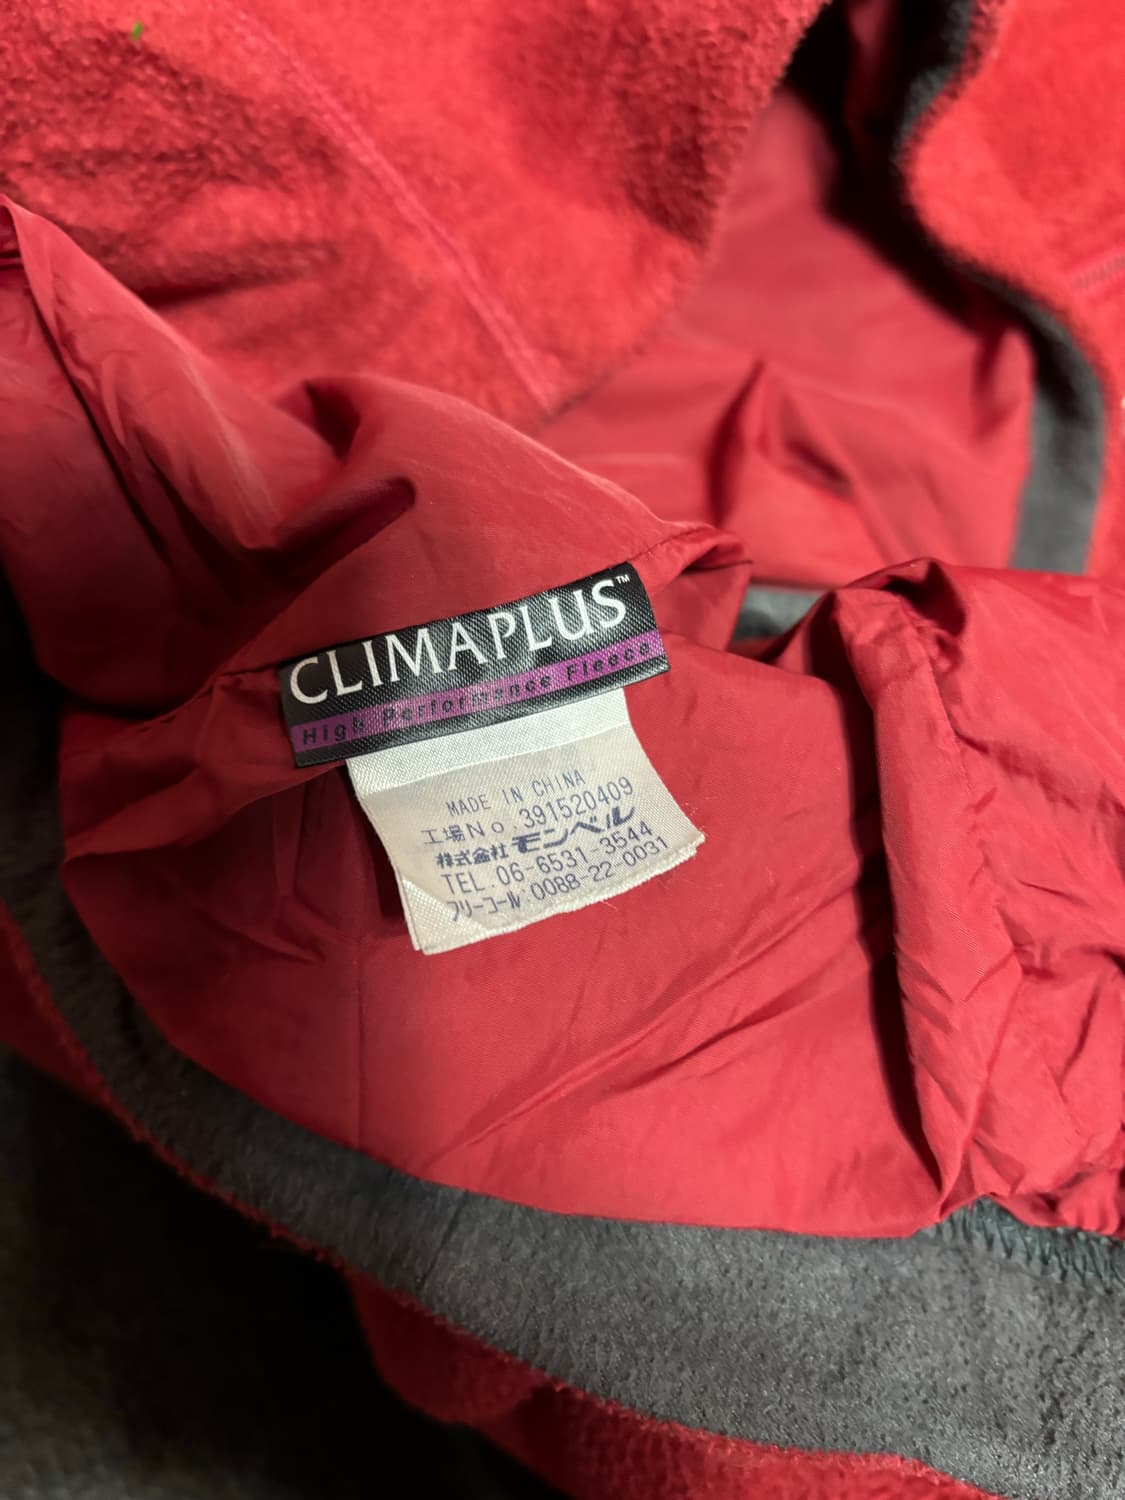 CLIMAPLUS™
High Performance Fleece
MADE IN CHINA
工場No.391520409
株式会社モンベル
TEL.06-6531-3544
フリーコール:0088-22-0031